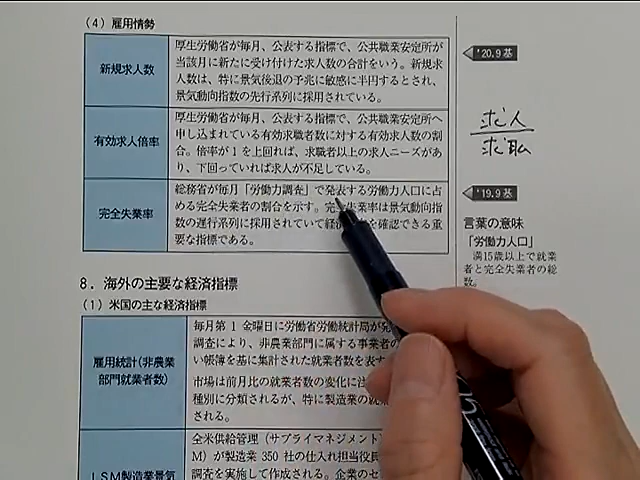 (4) 雇用情勢
新規求人数
厚生労働省が毎月、公表する指標で、公共職業安定所が
当該月に新たに受け付けた求人数の合計をいう。新規求
人数は、特に景気後退の予兆に敏感に半円するとされ、
景気動向指数の先行系列に採用されている。
'20.9基
有効求人倍率
厚生労働省が毎月、公表する指標で、公共職業安定所へ
申し込まれている有効求職者数に対する有効求人数の割
合。倍率が1を上回れば、求職者以上の求人ニーズがあ
り、下回っていれば求人が不足している。
求人
求職
完全失業率
総務省が毎月「労働力調査」で発表する労働力人口に占
める完全失業者の割合を示す。完全失業率は景気動向指
数の遅行系列に採用されていて経 を確認できる重
要な指標である。
'19.9基
言葉の意味
「労働力人口」
満15歳以上で就業
者と完全失業者の総
数。
8. 海外の主要な経済指標
(1) 米国の主な経済指標
雇用統計(非農業
部門就業者数)
毎月第1金曜日に労働省労働統計局が発
調査により、非農業部門に属する事業者の
い帳簿を基に集計された就業者数を表す
市場は前月比の就業者数の変化に注
種別に分類されるが、特に製造業の就
される。
ISM製造業景気
全米供給管理(サプライマネジメント)
M)が製造業350社の仕入れ担当役員
調査を実施して作成される。企業のセ